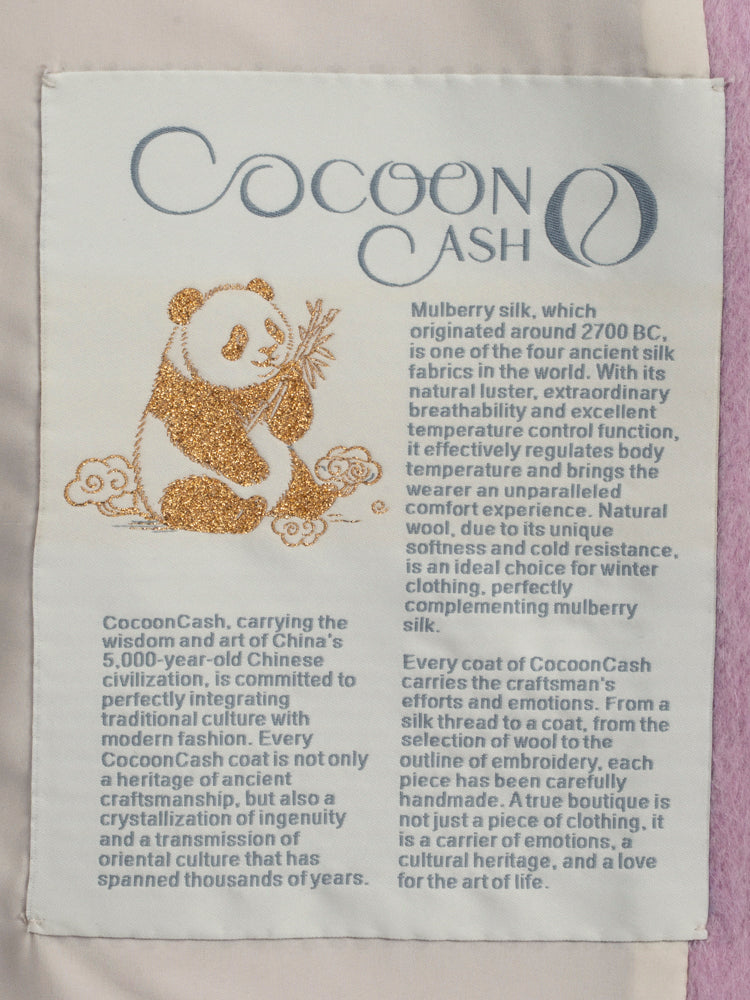 COCOON
CASH
Mulberry silk, which
originated around 2700 BC,
is one of the four ancient silk
fabrics in the world. With its
natural luster, extraordinary
breathability and excellent
temperature control function,
it effectively regulates body
temperature and brings the
wearer an unparalleled
comfort experience. Natural
wool, due to its unique
softness and cold resistance,
is an ideal choice for winter
clothing, perfectly
complementing mulberry
silk.
CocoonCash, carrying the
wisdom and art of China's
5,000-year-old Chinese
civilization, is committed to
perfectly integrating
traditional culture with
modern fashion. Every
CocoonCash coat is not only
a heritage of ancient
craftsmanship, but also a
crystallization of ingenuity
and a transmission of
oriental culture that has
spanned thousands of years.
Every coat of CocoonCash
carries the craftsman's
efforts and emotions. From a
silk thread to a coat, from the
selection of wool to the
outline of embroidery, each
piece has been carefully
handmade. A true boutique is
not just a piece of clothing, it
is a carrier of emotions, a
cultural heritage, and a love
for the art of life.